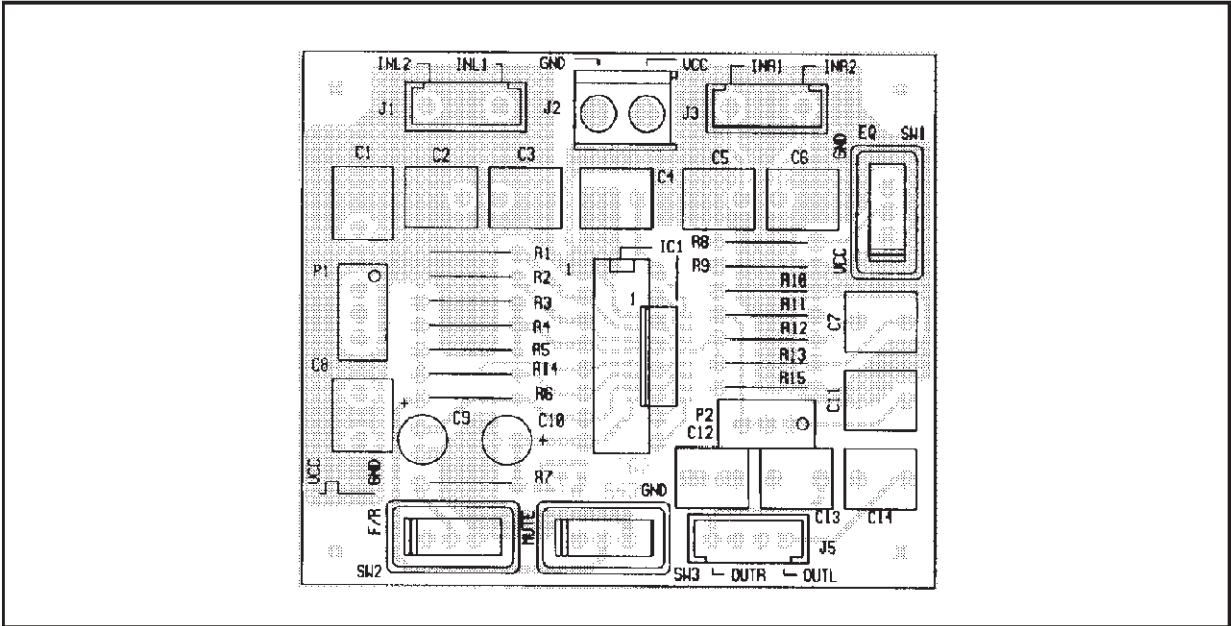 INL2 INL1 GND VCC INR1 INR2
J1 J2 J3
GND EQ SW1
C1 C2 C3 C4 C5 C6
R1 IC1 R8
P1 R2 1 R9 VCC
R3 1 R10
R4 R11 C7
R5 R12
C8 R14 R13
R6 R15 C11
+ C9 C10 + P2
C12
VCC GND R7 GND
F/R MUTE C13 C14
J5
SW2 SW3 OUTR OUTL